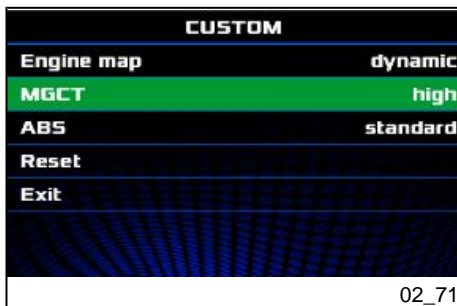 CUSTOM
Engine map dynamic
MGCT high
ABS standard
Reset
Exit
02_71